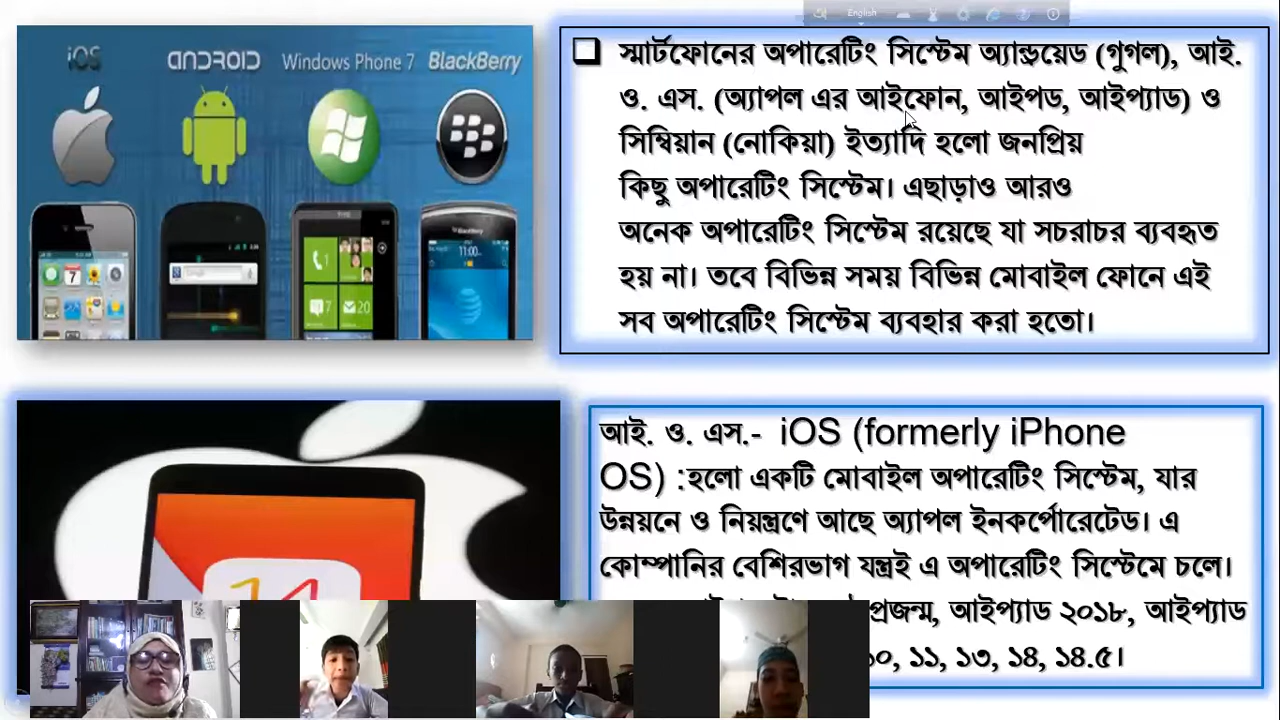 English
iOS ANDROID Windows Phone 7 BlackBerry
স্মার্টফোনের অপারেটিং সিস্টেম অ্যান্ড্রয়েড (গুগল), আই.
ও. এস. (অ্যাপল এর আইফোন, আইপড, আইপ্যাড) ও
সিম্বিয়ান (নোকিয়া) ইত্যাদি হলো জনপ্রিয়
কিছু অপারেটিং সিস্টেম। এছাড়াও আরও
অনেক অপারেটিং সিস্টেম রয়েছে যা সচরাচর ব্যবহৃত
হয় না। তবে বিভিন্ন সময় বিভিন্ন মোবাইল ফোনে এই
সব অপারেটিং সিস্টেম ব্যবহার করা হতো।
আই. ও. এস.- iOS (formerly iPhone
OS) :হলো একটি মোবাইল অপারেটিং সিস্টেম, যার
উন্নয়নে ও নিয়ন্ত্রণে আছে অ্যাপল ইনকর্পোরেটেড। এ
কোম্পানির বেশিরভাগ যন্ত্রই এ অপারেটিং সিস্টেমে চলে।
প্রজন্ম, আইপ্যাড ২০১৮, আইপ্যাড
১০, ১১, ১৩, ১৪, ১৪.৫।